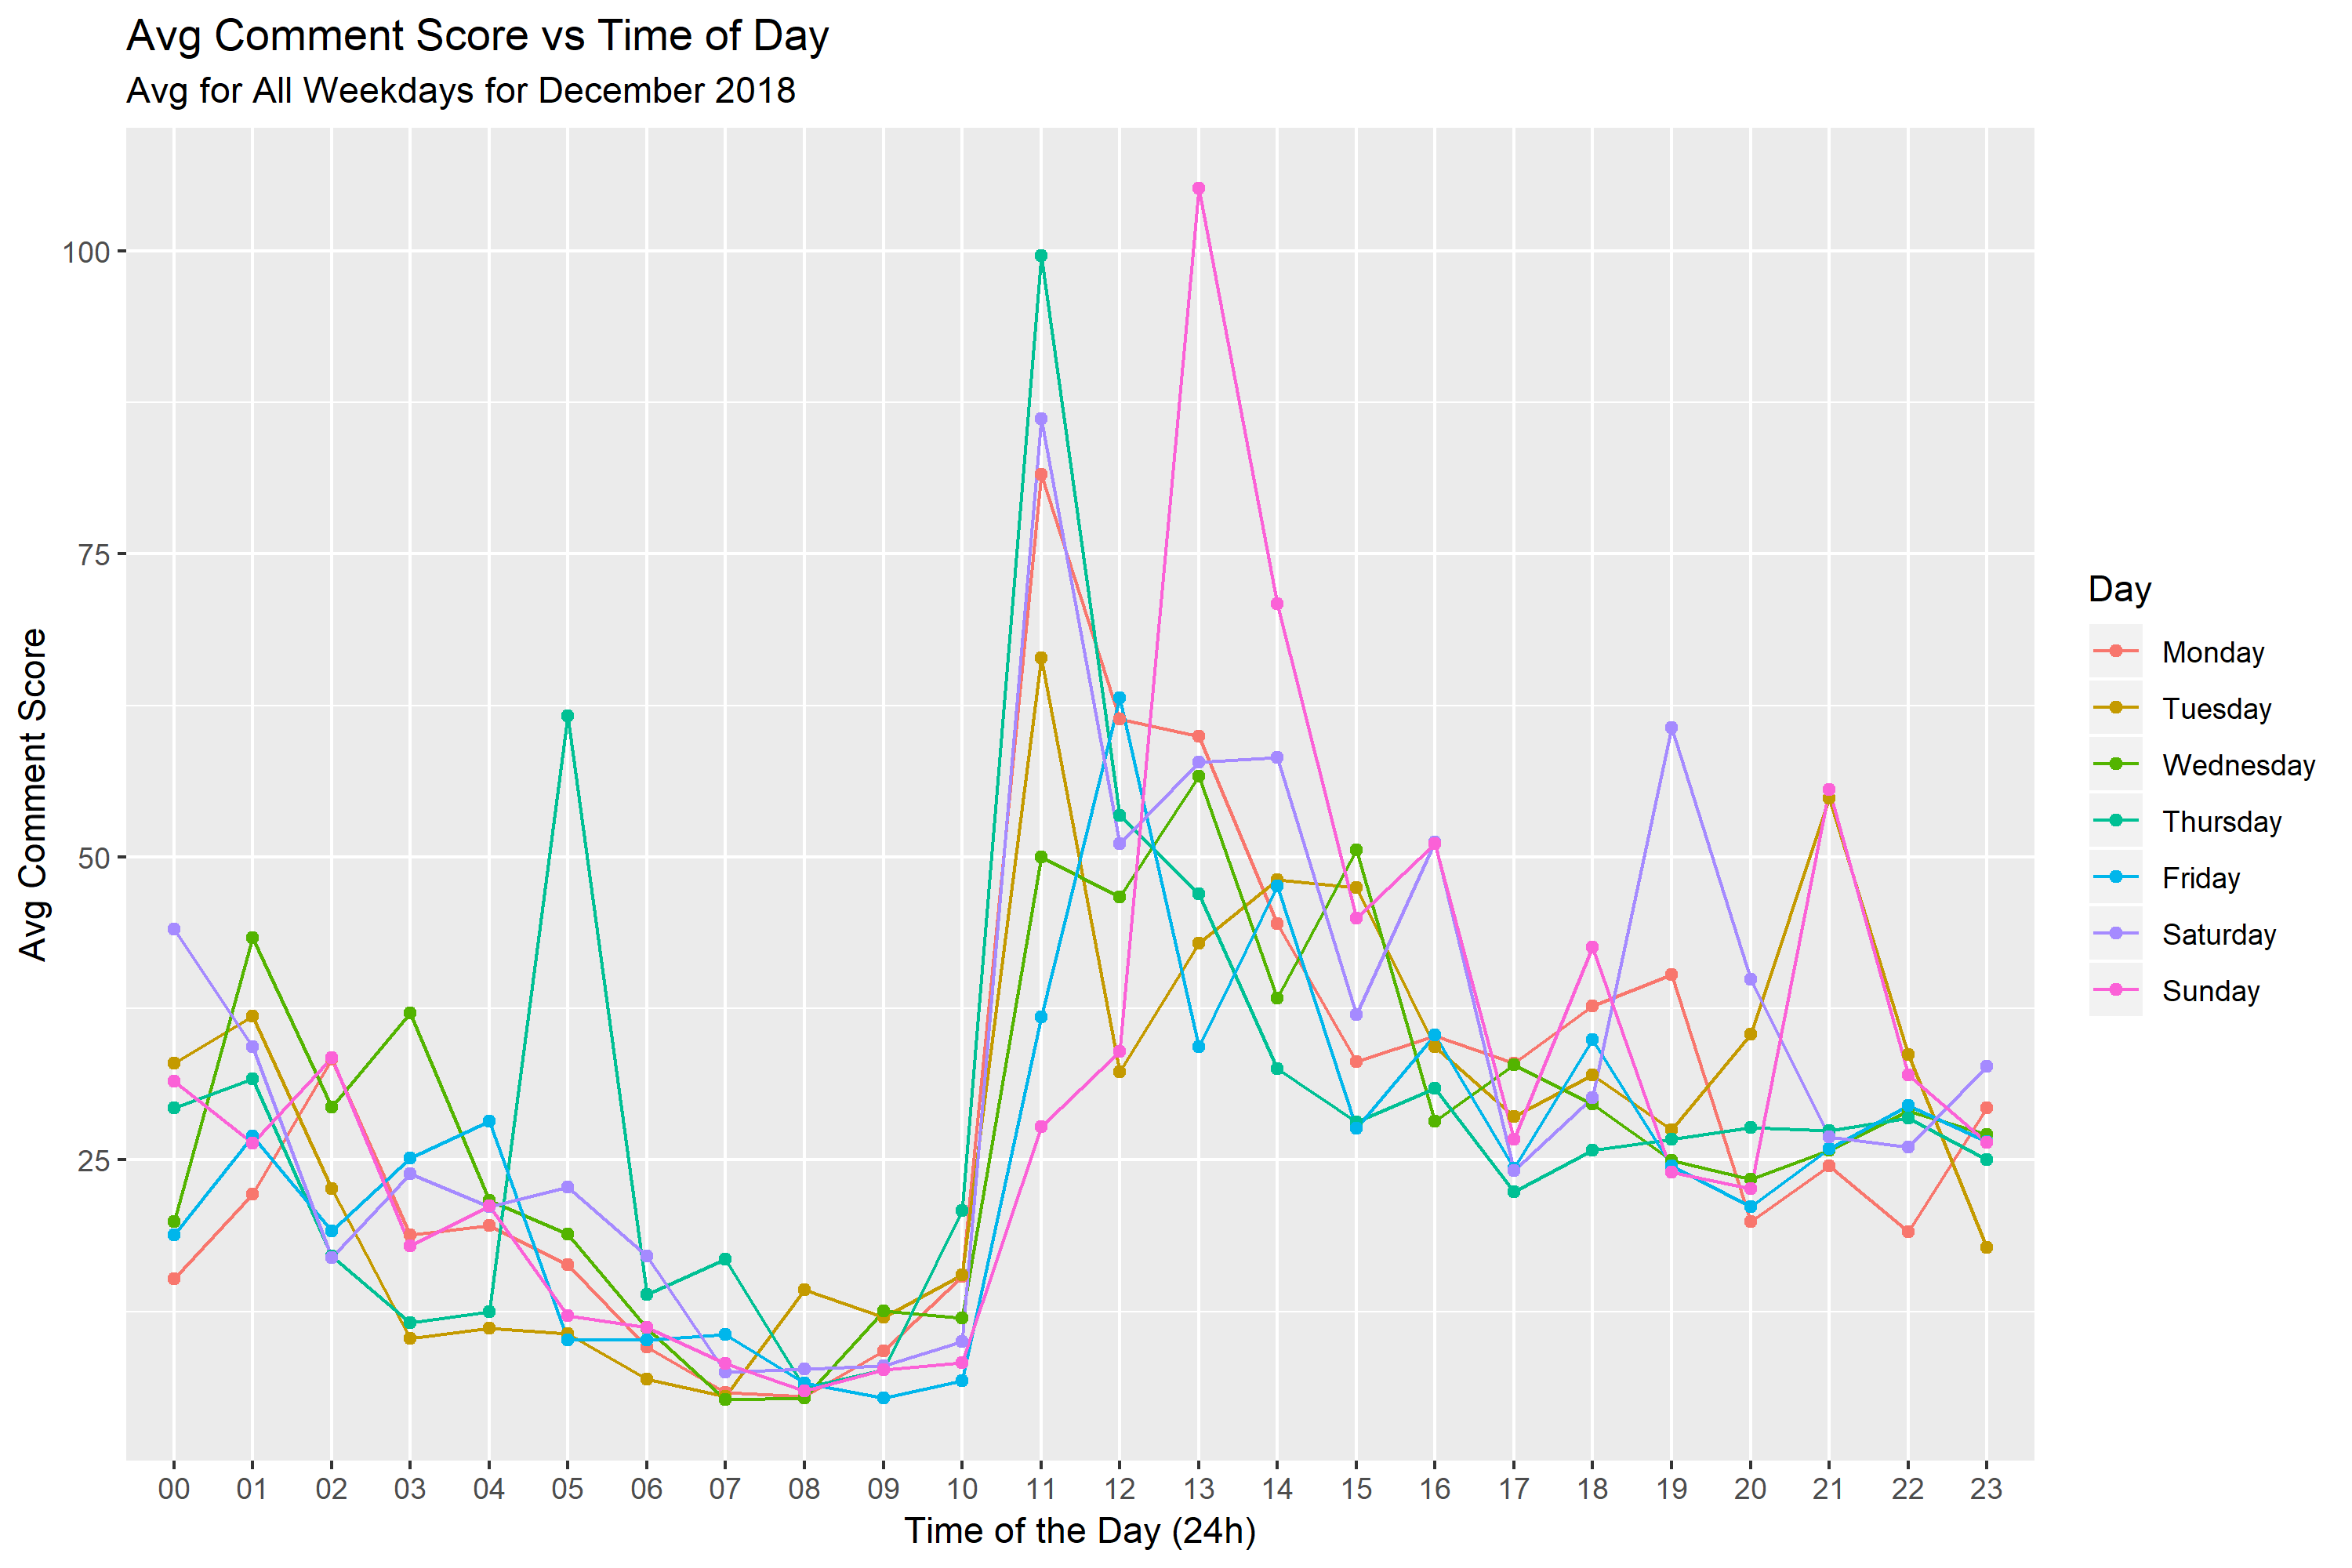 Avg Comment Score vs Time of Day
Avg for All Weekdays for December 2018
Avg Comment Score
100
75
50
25
00 01 02 03 04 05 06 07 08 09 10 11 12 13 14 15 16 17 18 19 20 21 22 23
Time of the Day (24h)
Day
Monday
Tuesday
Wednesday
Thursday
Friday
Saturday
Sunday